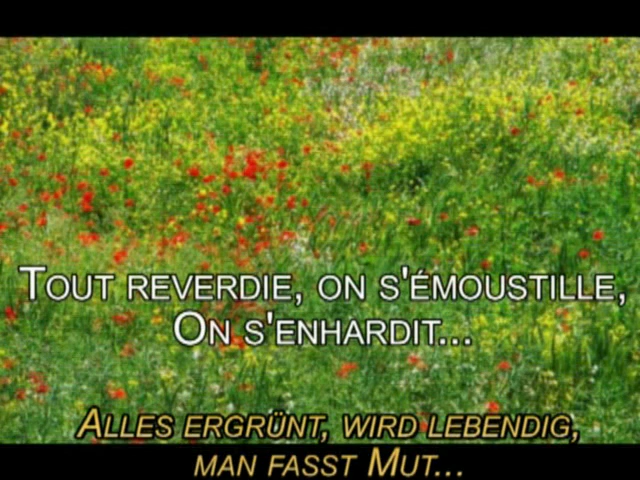 Tout reverdie, on s'émoustille,
On s'enhardit...
Alles ergrünt, wird lebendig,
man fasst Mut...